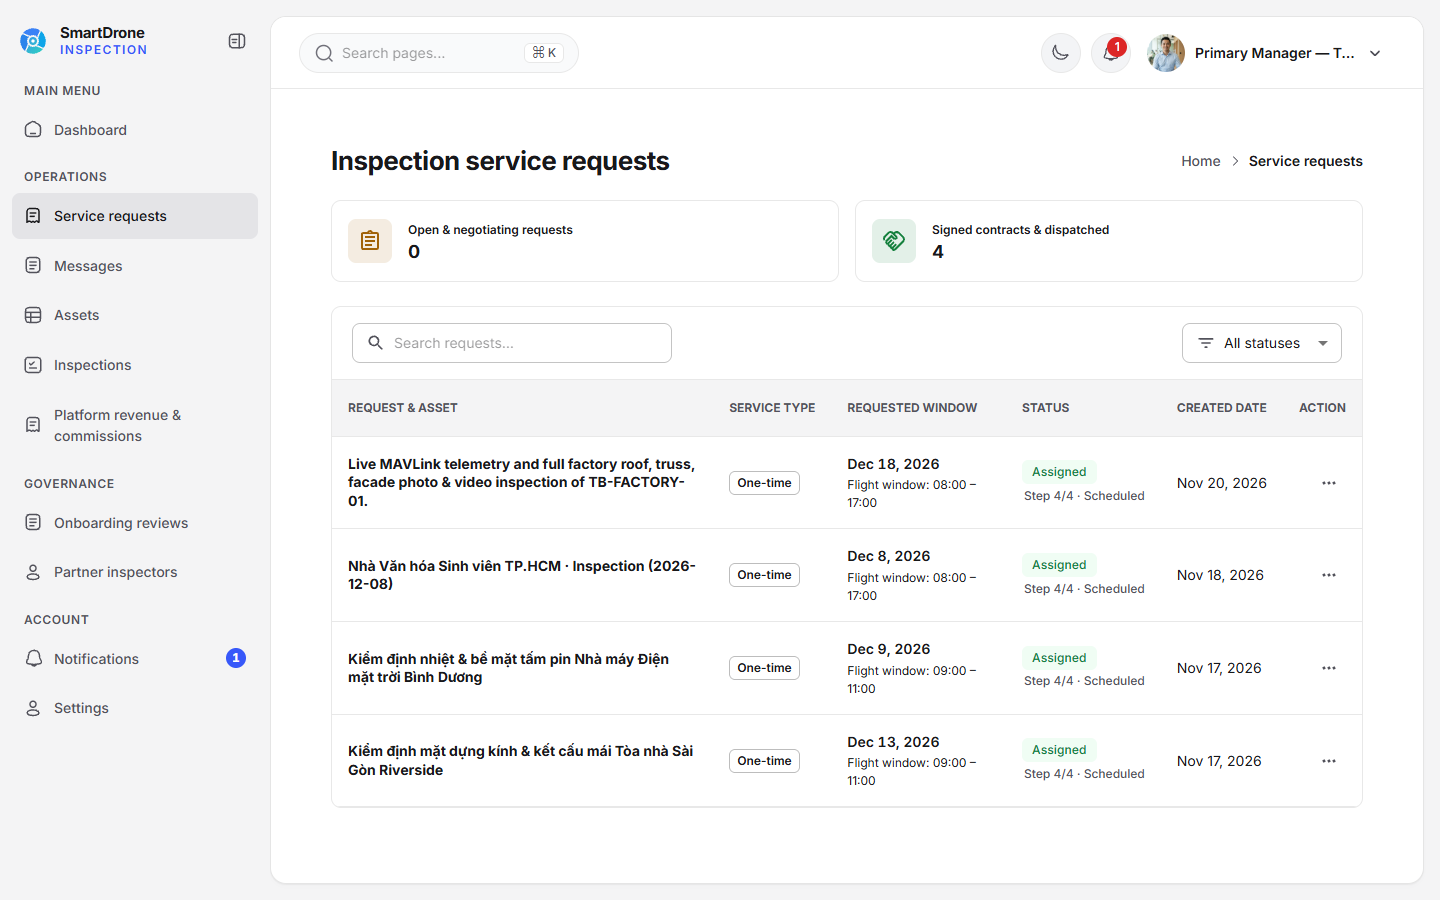 SmartDrone
INSPECTION
MAIN MENU
Dashboard
OPERATIONS
Service requests
Messages
Assets
Inspections
Platform revenue &
commissions
GOVERNANCE
Onboarding reviews
Partner inspectors
ACCOUNT
Notifications 1
Settings
Search pages... ⌘ K
1
Primary Manager — T...
Inspection service requests
Home > Service requests
Open & negotiating requests
0
Signed contracts & dispatched
4
Search requests...
All statuses
REQUEST & ASSET SERVICE TYPE REQUESTED WINDOW STATUS CREATED DATE ACTION
Live MAVLink telemetry and full factory roof, truss,
facade photo & video inspection of TB-FACTORY-
01.
One-time
Dec 18, 2026
Flight window: 08:00 –
17:00
Assigned
Step 4/4 · Scheduled
Nov 20, 2026
Nhà Văn hóa Sinh viên TP.HCM · Inspection (2026-
12-08)
One-time
Dec 8, 2026
Flight window: 08:00 –
17:00
Assigned
Step 4/4 · Scheduled
Nov 18, 2026
Kiểm định nhiệt & bề mặt tấm pin Nhà máy Điện
mặt trời Bình Dương
One-time
Dec 9, 2026
Flight window: 09:00 –
11:00
Assigned
Step 4/4 · Scheduled
Nov 17, 2026
Kiểm định mặt dựng kính & kết cấu mái Tòa nhà Sài
Gòn Riverside
One-time
Dec 13, 2026
Flight window: 09:00 –
11:00
Assigned
Step 4/4 · Scheduled
Nov 17, 2026